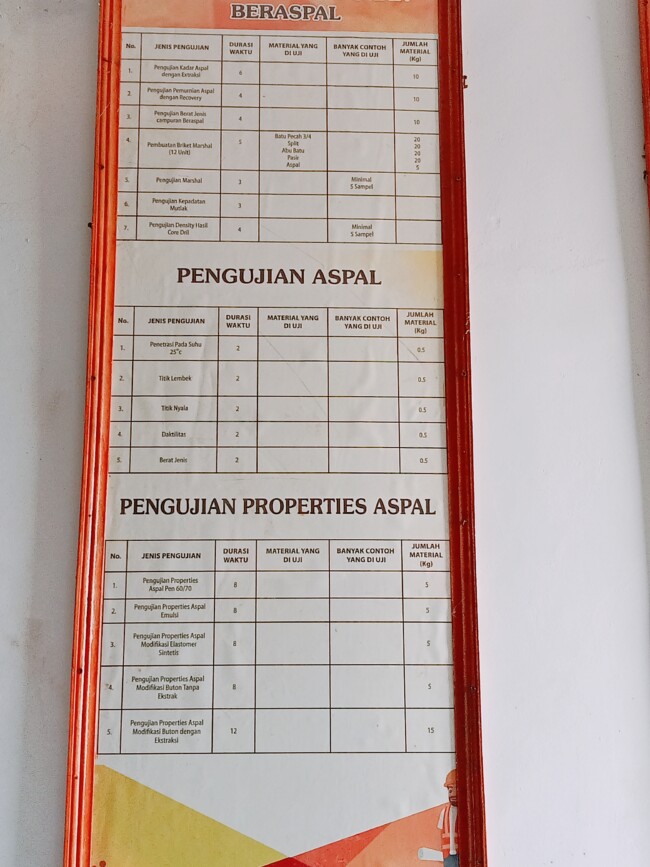 BERASPAL
No. JENIS PENGUJIAN DURASI WAKTU MATERIAL YANG DI UJI BANYAK CONTOH YANG DI UJI JUMLAH MATERIAL (Kg)
1. Pengujian Kadar Aspal dengan Extraksi 6 10
2. Pengujian Pemurnian Aspal dengan Recovery 4 10
3. Pengujian Berat Jenis campuran Beraspal 4 10
4. Pembuatan Briket Marshal (12 Unit) 5 Batu Pecah 3/4 20
Split 20
Abu Batu 20
Pasir 20
Aspal 5
5. Pengujian Marshal 3 Minimal 5 Sampel
6. Pengujian Kepadatan Mutlak 3
7. Pengujian Density Hasil Core Dril 4 Minimal 5 Sampel
PENGUJIAN ASPAL
No. JENIS PENGUJIAN DURASI WAKTU MATERIAL YANG DI UJI BANYAK CONTOH YANG DI UJI JUMLAH MATERIAL (Kg)
1. Penetrasi Pada Suhu 25°c 2 0.5
2. Titik Lembek 2 0.5
3. Titik Nyala 2 0.5
4. Daktilitas 2 0.5
5. Berat Jenis 2 0.5
PENGUJIAN PROPERTIES ASPAL
No. JENIS PENGUJIAN DURASI WAKTU MATERIAL YANG DI UJI BANYAK CONTOH YANG DI UJI JUMLAH MATERIAL (Kg)
1. Pengujian Properties Aspal Pen 60/70 8 5
2. Pengujian Properties Aspal Emulsi 8 5
3. Pengujian Properties Aspal Modifikasi Elastomer Sintetis 8 5
4. Pengujian Properties Aspal Modifikasi Buton Tanpa Ekstrak 8 5
5. Pengujian Properties Aspal Modifikasi Buton dengan Ekstraksi 12 15